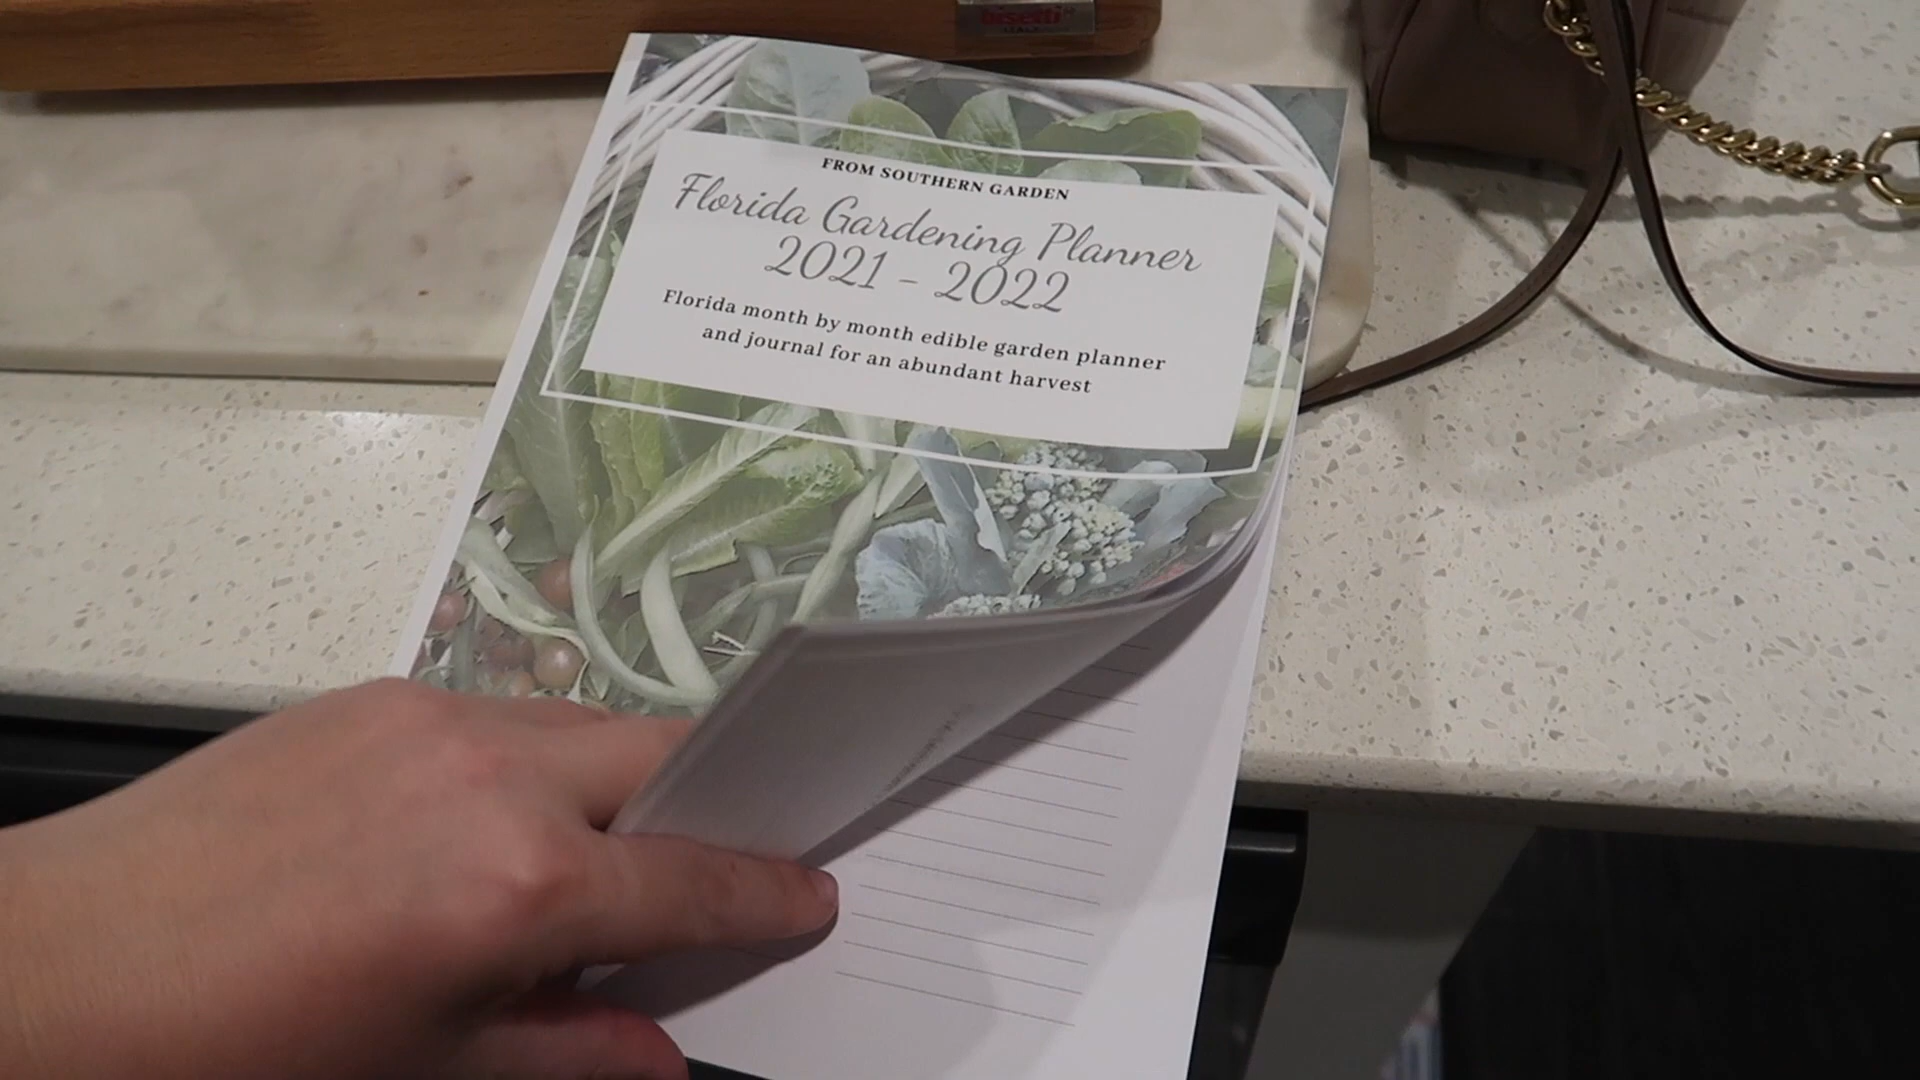 bisetti
FROM SOUTHERN GARDEN
Florida Gardening Planner
2021 - 2022
Florida month by month edible garden planner
and journal for an abundant harvest